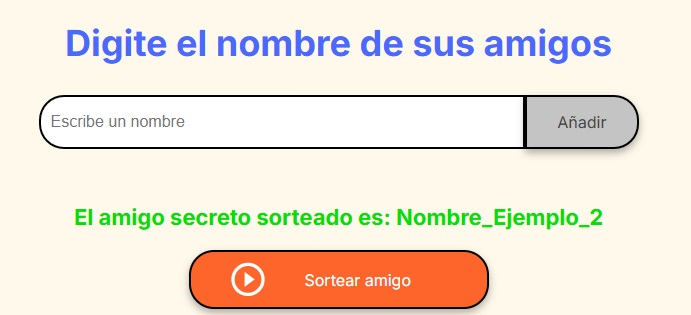 Digite el nombre de sus amigos
Escribe un nombre
Añadir
El amigo secreto sorteado es: Nombre_Ejemplo_2
Sortear amigo